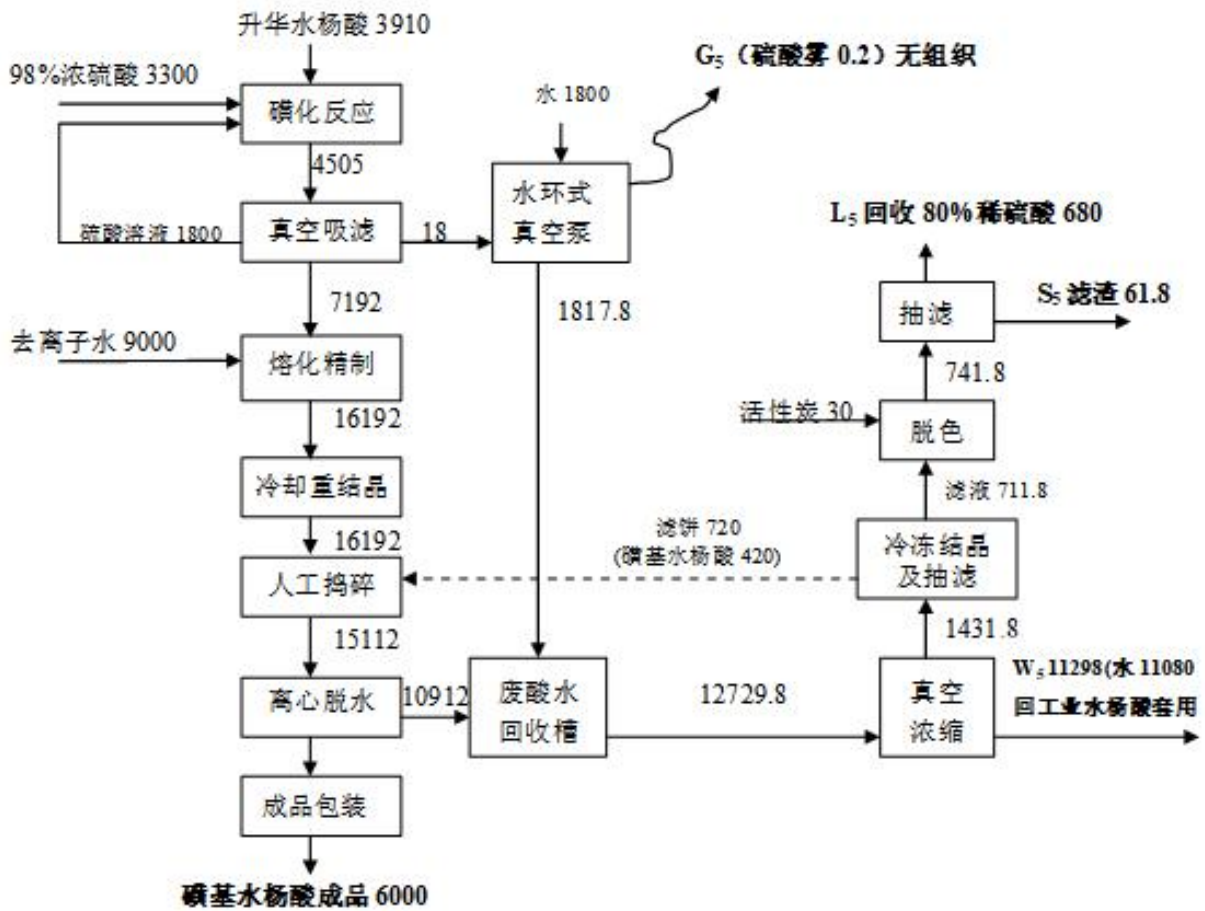 升华水杨酸 3910
98%浓硫酸 3300
磺化反应
4505
硫酸溶液 1800
真空吸滤
18
7192
去离子水 9000
熔化精制
16192
冷却重结晶
16192
人工捣碎
15112
离心脱水
10912
成品包装
磺基水杨酸成品 6000
水 1800
水环式
真空泵
G₅（硫酸雾 0.2）无组织
1817.8
废酸水
回收槽
12729.8
真空
浓缩
W₅ 11298(水 11080
回工业水杨酸套用
1431.8
冷冻结晶
及抽滤
滤饼 720
(磺基水杨酸 420)
滤液 711.8
脱色
活性炭 30
741.8
抽滤
S₅ 滤渣 61.8
L₅ 回收 80%稀硫酸 680